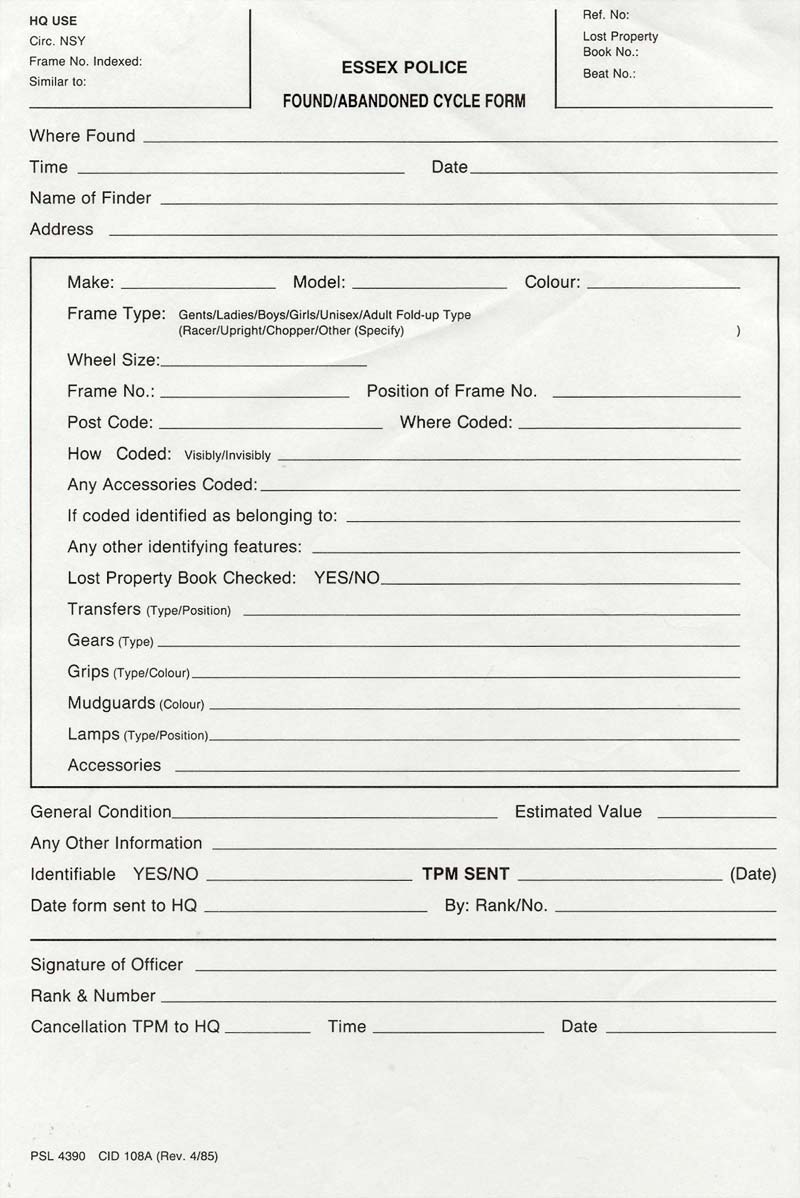 HQ USE
Circ. NSY
Frame No. Indexed:
Similar to:
ESSEX POLICE
FOUND/ABANDONED CYCLE FORM
Ref. No:
Lost Property
Book No.:
Beat No.:
Where Found
Time Date
Name of Finder
Address
Make: Model: Colour:
Frame Type: Gents/Ladies/Boys/Girls/Unisex/Adult Fold-up Type
(Racer/Upright/Chopper/Other (Specify) )
Wheel Size:
Frame No.: Position of Frame No.
Post Code: Where Coded:
How Coded: Visibly/Invisibly
Any Accessories Coded:
If coded identified as belonging to:
Any other identifying features:
Lost Property Book Checked: YES/NO
Transfers (Type/Position)
Gears (Type)
Grips (Type/Colour)
Mudguards (Colour)
Lamps (Type/Position)
Accessories
General Condition Estimated Value
Any Other Information
Identifiable YES/NO TPM SENT (Date)
Date form sent to HQ By: Rank/No.
Signature of Officer
Rank & Number
Cancellation TPM to HQ Time Date
PSL 4390 CID 108A (Rev. 4/85)